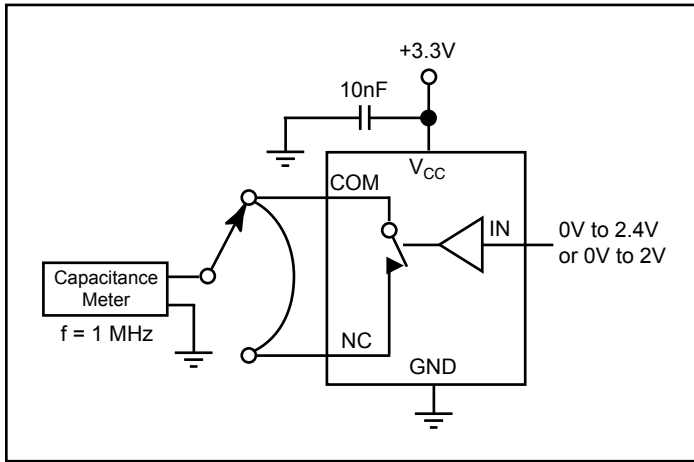 +3.3V
10nF
V_CC
COM
IN
0V to 2.4V
or 0V to 2V
Capacitance
Meter
f = 1 MHz
NC
GND